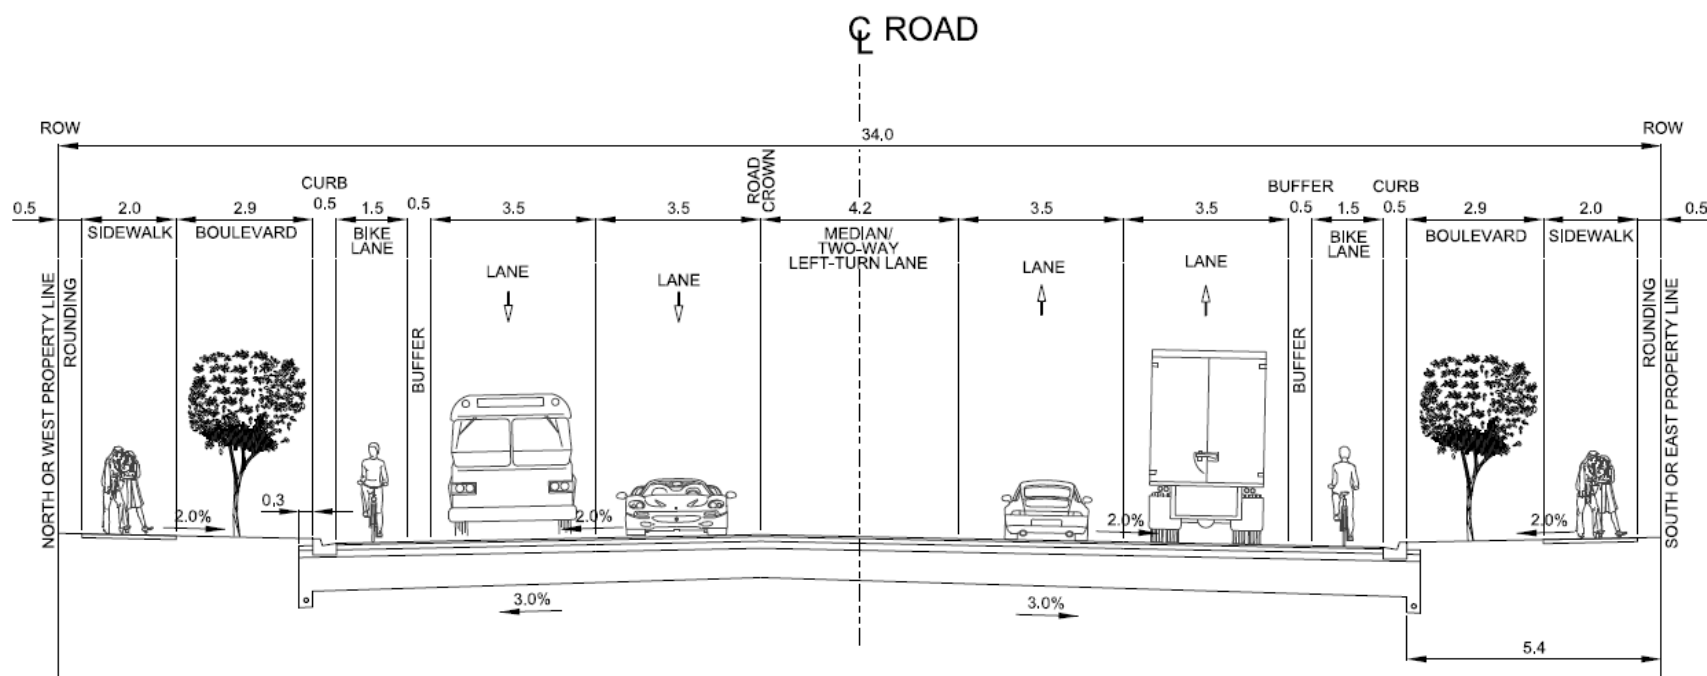 ℄ ROAD
ROW
34.0
ROW
ROAD
CROWN
CURB
BUFFER
CURB
0.5
2.0
2.9
0.5
1.5
0.5
3.5
3.5
4.2
3.5
3.5
0.5
1.5
0.5
2.9
2.0
0.5
SIDEWALK
BOULEVARD
BIKE
LANE
MEDIAN/
TWO-WAY
LEFT-TURN LANE
BIKE
LANE
BOULEVARD
SIDEWALK
LANE
LANE
LANE
LANE
NORTH OR WEST PROPERTY LINE
ROUNDING
BUFFER
BUFFER
ROUNDING
SOUTH OR EAST PROPERTY LINE
0.3
2.0%
2.0%
2.0%
2.0%
3.0%
3.0%
5.4